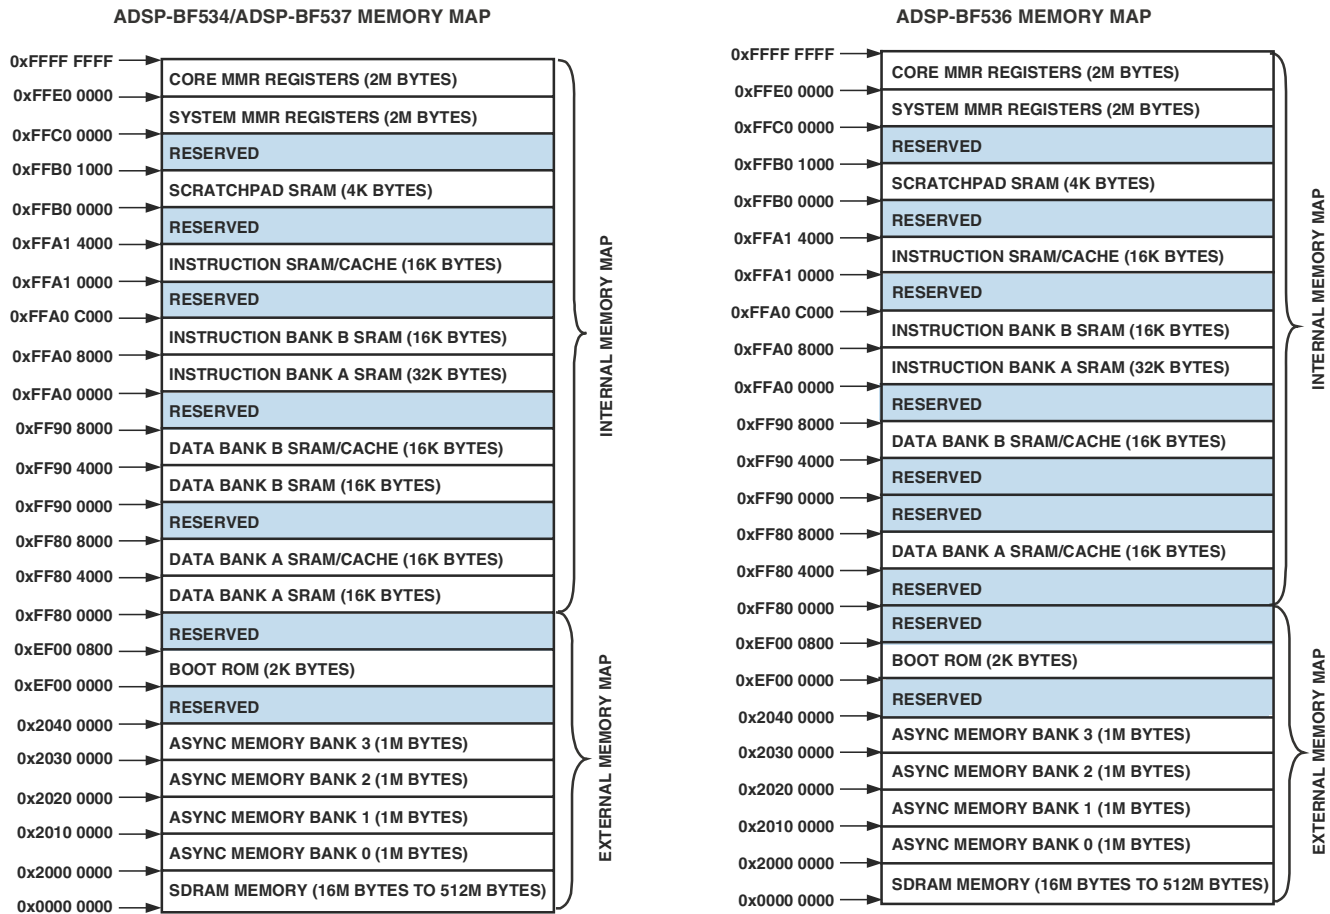 ADSP-BF534/ADSP-BF537 MEMORY MAP
0xFFFF FFFF
CORE MMR REGISTERS (2M BYTES)
0xFFE0 0000
SYSTEM MMR REGISTERS (2M BYTES)
0xFFC0 0000
RESERVED
0xFFB0 1000
SCRATCHPAD SRAM (4K BYTES)
0xFFB0 0000
RESERVED
0xFFA1 4000
INSTRUCTION SRAM/CACHE (16K BYTES)
0xFFA1 0000
RESERVED
0xFFA0 C000
INSTRUCTION BANK B SRAM (16K BYTES)
0xFFA0 8000
INSTRUCTION BANK A SRAM (32K BYTES)
0xFFA0 0000
RESERVED
0xFF90 8000
DATA BANK B SRAM/CACHE (16K BYTES)
0xFF90 4000
DATA BANK B SRAM (16K BYTES)
0xFF90 0000
RESERVED
0xFF80 8000
DATA BANK A SRAM/CACHE (16K BYTES)
0xFF80 4000
DATA BANK A SRAM (16K BYTES)
0xFF80 0000
RESERVED
0xEF00 0800
BOOT ROM (2K BYTES)
0xEF00 0000
RESERVED
0x2040 0000
ASYNC MEMORY BANK 3 (1M BYTES)
0x2030 0000
ASYNC MEMORY BANK 2 (1M BYTES)
0x2020 0000
ASYNC MEMORY BANK 1 (1M BYTES)
0x2010 0000
ASYNC MEMORY BANK 0 (1M BYTES)
0x2000 0000
SDRAM MEMORY (16M BYTES TO 512M BYTES)
0x0000 0000
INTERNAL MEMORY MAP
EXTERNAL MEMORY MAP
ADSP-BF536 MEMORY MAP
0xFFFF FFFF
CORE MMR REGISTERS (2M BYTES)
0xFFE0 0000
SYSTEM MMR REGISTERS (2M BYTES)
0xFFC0 0000
RESERVED
0xFFB0 1000
SCRATCHPAD SRAM (4K BYTES)
0xFFB0 0000
RESERVED
0xFFA1 4000
INSTRUCTION SRAM/CACHE (16K BYTES)
0xFFA1 0000
RESERVED
0xFFA0 C000
INSTRUCTION BANK B SRAM (16K BYTES)
0xFFA0 8000
INSTRUCTION BANK A SRAM (32K BYTES)
0xFFA0 0000
RESERVED
0xFF90 8000
DATA BANK B SRAM/CACHE (16K BYTES)
0xFF90 4000
RESERVED
0xFF90 0000
RESERVED
0xFF80 8000
DATA BANK A SRAM/CACHE (16K BYTES)
0xFF80 4000
RESERVED
0xFF80 0000
RESERVED
0xEF00 0800
BOOT ROM (2K BYTES)
0xEF00 0000
RESERVED
0x2040 0000
ASYNC MEMORY BANK 3 (1M BYTES)
0x2030 0000
ASYNC MEMORY BANK 2 (1M BYTES)
0x2020 0000
ASYNC MEMORY BANK 1 (1M BYTES)
0x2010 0000
ASYNC MEMORY BANK 0 (1M BYTES)
0x2000 0000
SDRAM MEMORY (16M BYTES TO 512M BYTES)
0x0000 0000
INTERNAL MEMORY MAP
EXTERNAL MEMORY MAP